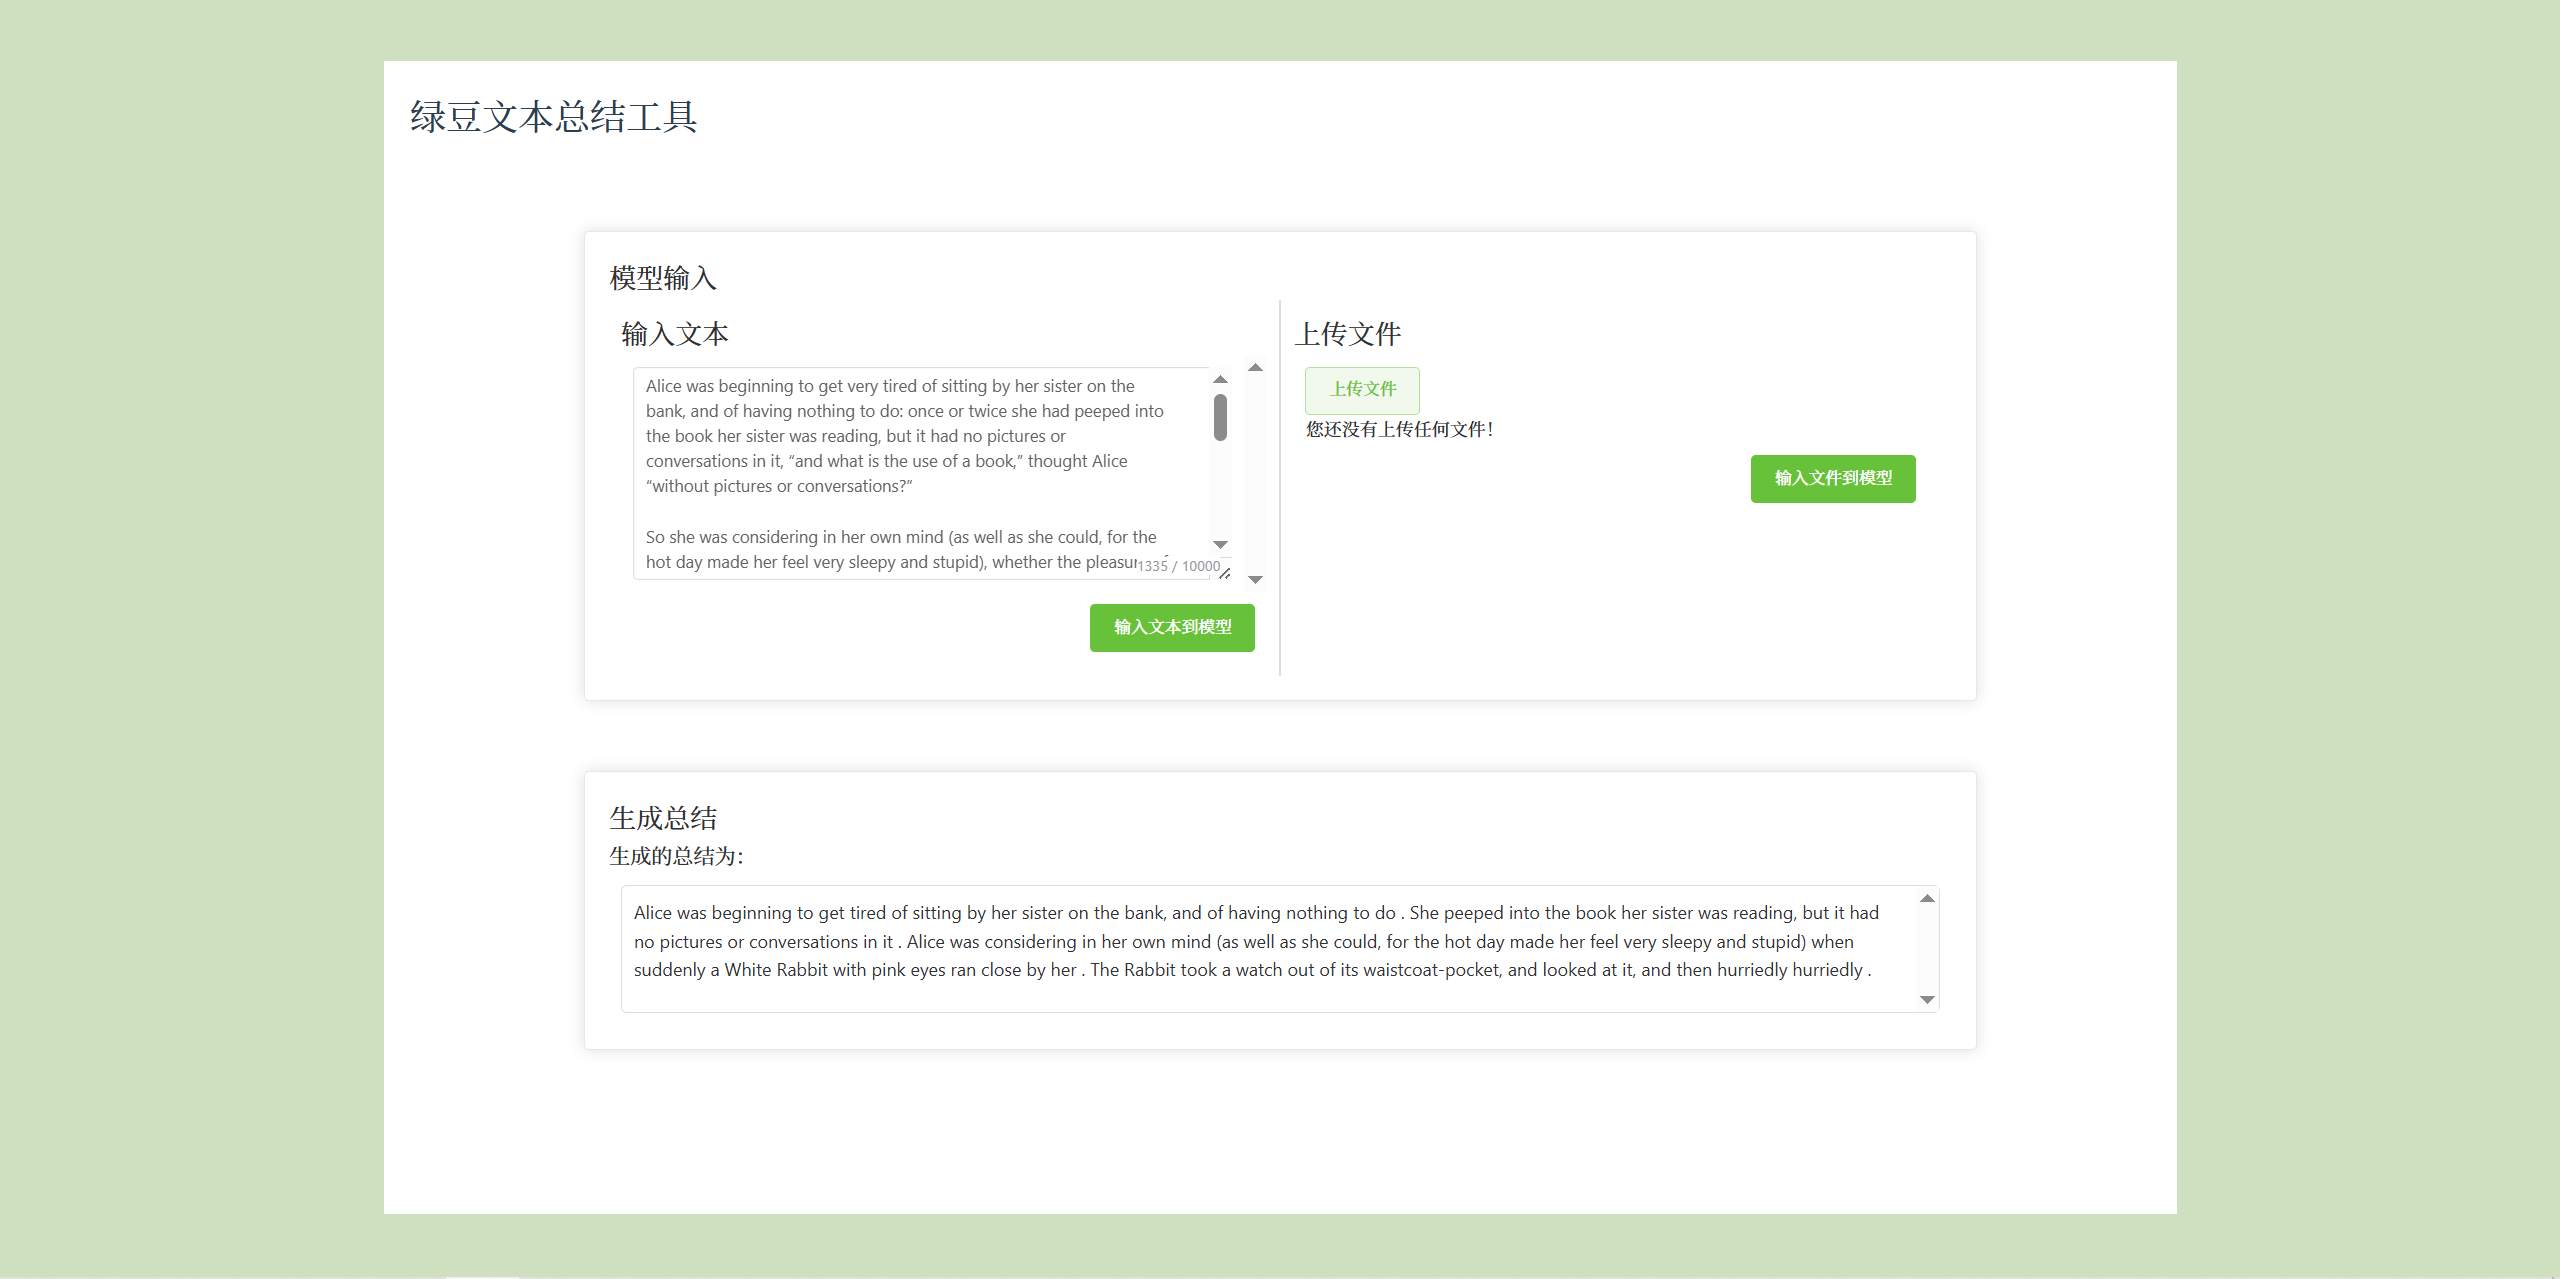 绿豆文本总结工具
模型输入
输入文本
Alice was beginning to get very tired of sitting by her sister on the
bank, and of having nothing to do: once or twice she had peeped into
the book her sister was reading, but it had no pictures or
conversations in it, “and what is the use of a book,” thought Alice
“without pictures or conversations?”
So she was considering in her own mind (as well as she could, for the
hot day made her feel very sleepy and stupid), whether the
1335 / 10000
输入文本到模型
上传文件
上传文件
您还没有上传任何文件！
输入文件到模型
生成总结
生成的总结为：
Alice was beginning to get tired of sitting by her sister on the bank, and of having nothing to do . She peeped into the book her sister was reading, but it had
no pictures or conversations in it . Alice was considering in her own mind (as well as she could, for the hot day made her feel very sleepy and stupid) when
suddenly a White Rabbit with pink eyes ran close by her . The Rabbit took a watch out of its waistcoat-pocket, and looked at it, and then hurriedly hurriedly .